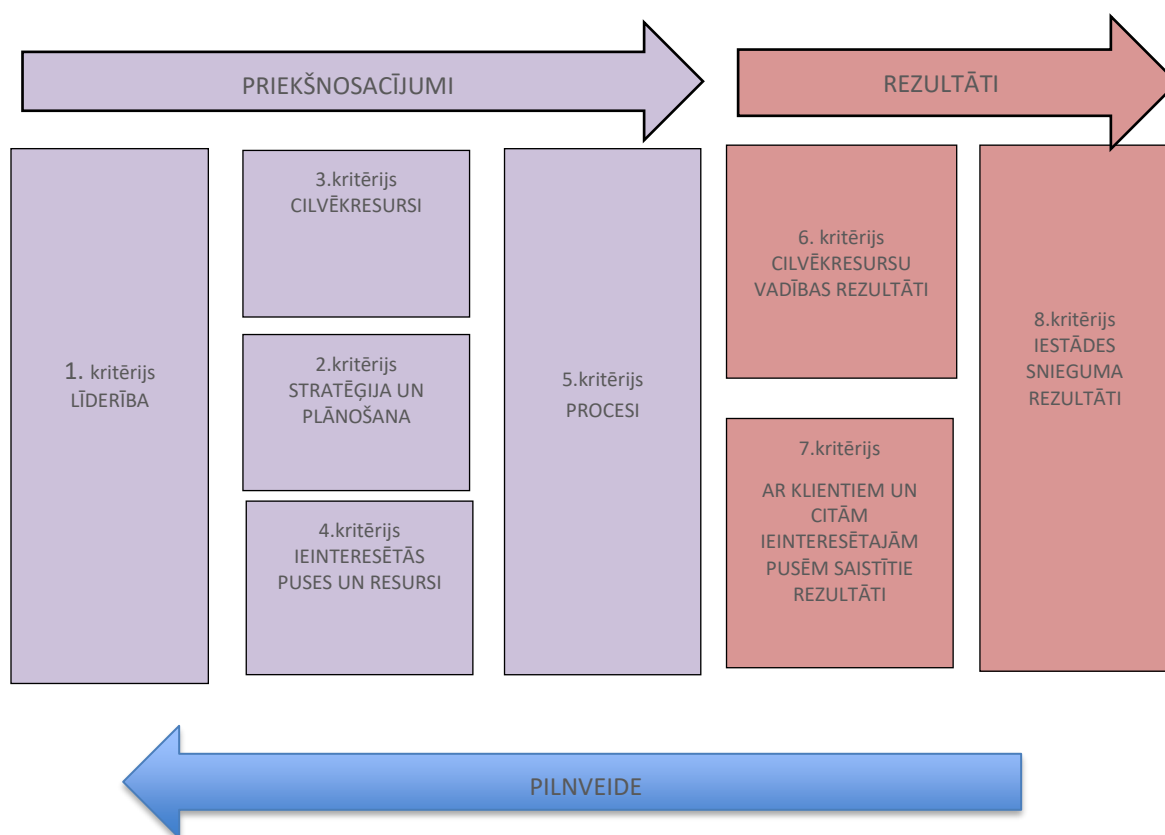 PRIEKŠNOSACĪJUMI
REZULTĀTI
1. kritērijs
LĪDERĪBA
3.kritērijs
CILVĒKRESURSI
2.kritērijs
STRATĒĢIJA UN
PLĀNOŠANA
4.kritērijs
IEINTERESĒTĀS
PUSES UN RESURSI
5.kritērijs
PROCESI
6. kritērijs
CILVĒKRESURSU
VADĪBAS REZULTĀTI
7.kritērijs
AR KLIENTIEM UN
CITĀM
IEINTERESĒTAJĀM
PUSĒM SAISTĪTIE
REZULTĀTI
8.kritērijs
IESTĀDES
SNIEGUMA
REZULTĀTI
PILNVEIDE